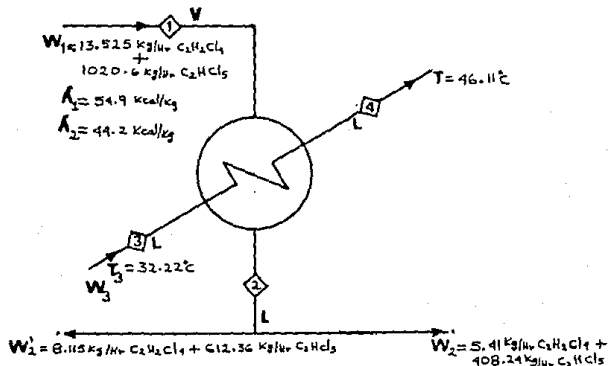 1 V
W₁=13.525 Kg/Hr C₂H₂Cl₄
+
1020.6 Kg/Hr C₂HCl₅
λ₁= 54.9 Kcal/Kg
λ₂= 44.2 Kcal/Kg
T= 46.11°C
4
L
3 L
T₃= 32.22°C
W₃
2
L
W₂'= 8.115 Kg/Hr C₂H₂Cl₄ + 612.36 Kg/Hr C₂HCl₅
W₂= 5.41 Kg/Hr C₂H₂Cl₄ +
408.24 Kg/Hr C₂HCl₅